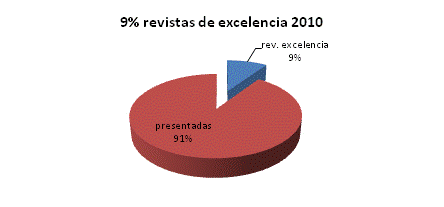 9% revistas de excelencia 2010
rev. excelencia
9%
presentadas
91%